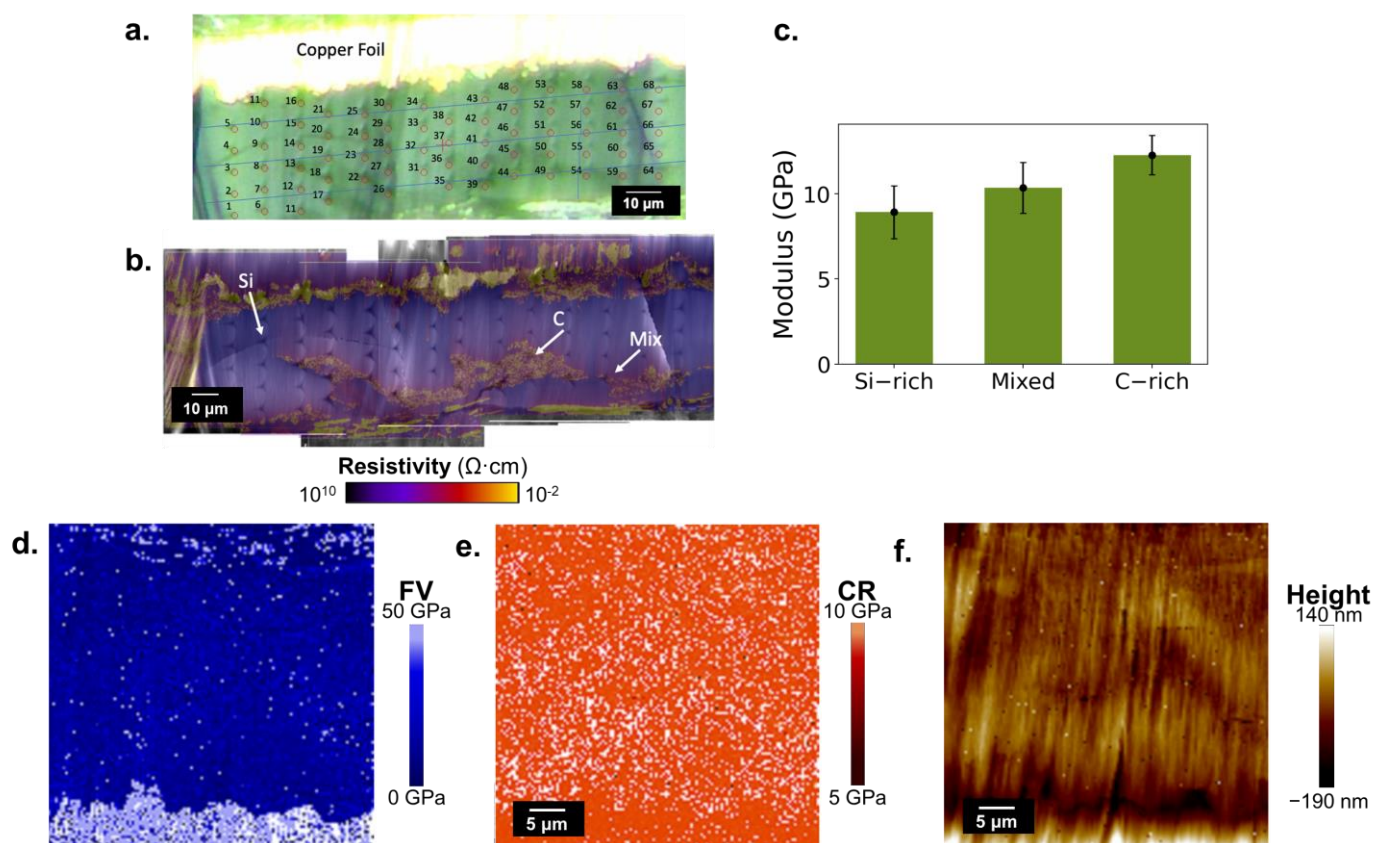 a.
Copper Foil
48 53 58 63 68
11 16 21 25 30 34 43 47 52 57 62 67
5 10 15 20 24 29 33 38 42 46 51 56 61 66
4 9 14 19 23 28 32 37 41 45 50 55 60 65
3 8 13 18 22 27 31 36 40 44 49 54 59 64
2 7 12 17 26 35 39
1 6 11
10 μm
b.
Si
C
Mix
10 μm
Resistivity (Ω·cm)
10¹⁰ 10⁻²
c.
Modulus (GPa)
10
5
0
Si−rich Mixed C−rich
d.
FV
50 GPa
0 GPa
e.
CR
10 GPa
5 GPa
5 μm
f.
Height
140 nm
−190 nm
5 μm